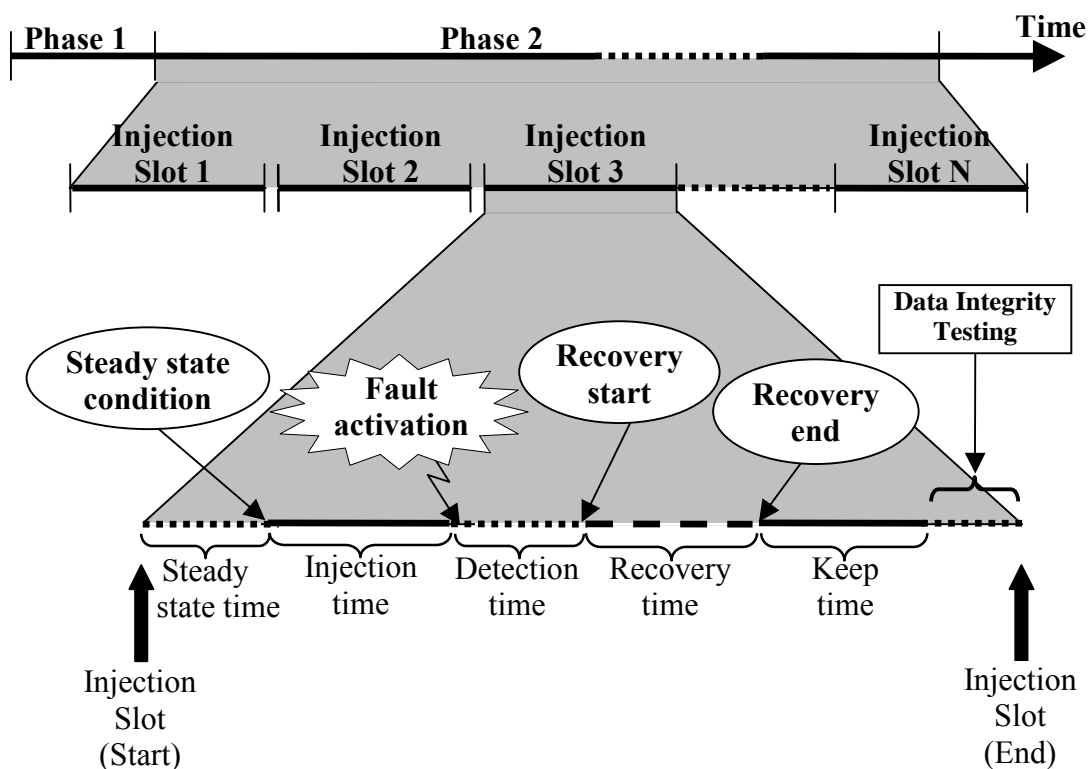 Phase 1
Phase 2
Time
Injection
Slot 1
Injection
Slot 2
Injection
Slot 3
Injection
Slot N
Data Integrity
Testing
Steady state
condition
Fault
activation
Recovery
start
Recovery
end
Steady
state time
Injection
time
Detection
time
Recovery
time
Keep
time
Injection
Slot
(Start)
Injection
Slot
(End)